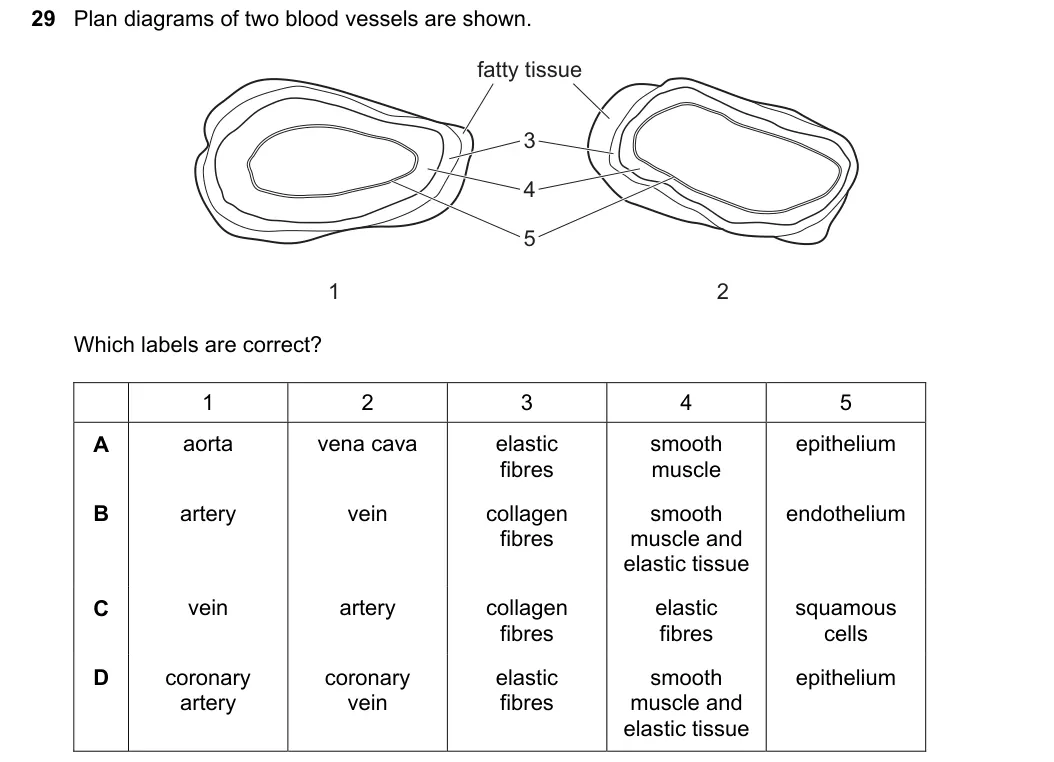 29 Plan diagrams of two blood vessels are shown.
fatty tissue
3
4
5
1 2
Which labels are correct?
1 2 3 4 5
A aorta vena cava elastic fibres smooth muscle epithelium
B artery vein collagen fibres smooth muscle and elastic tissue endothelium
C vein artery collagen fibres elastic fibres squamous cells
D coronary artery coronary vein elastic fibres smooth muscle and elastic tissue epithelium